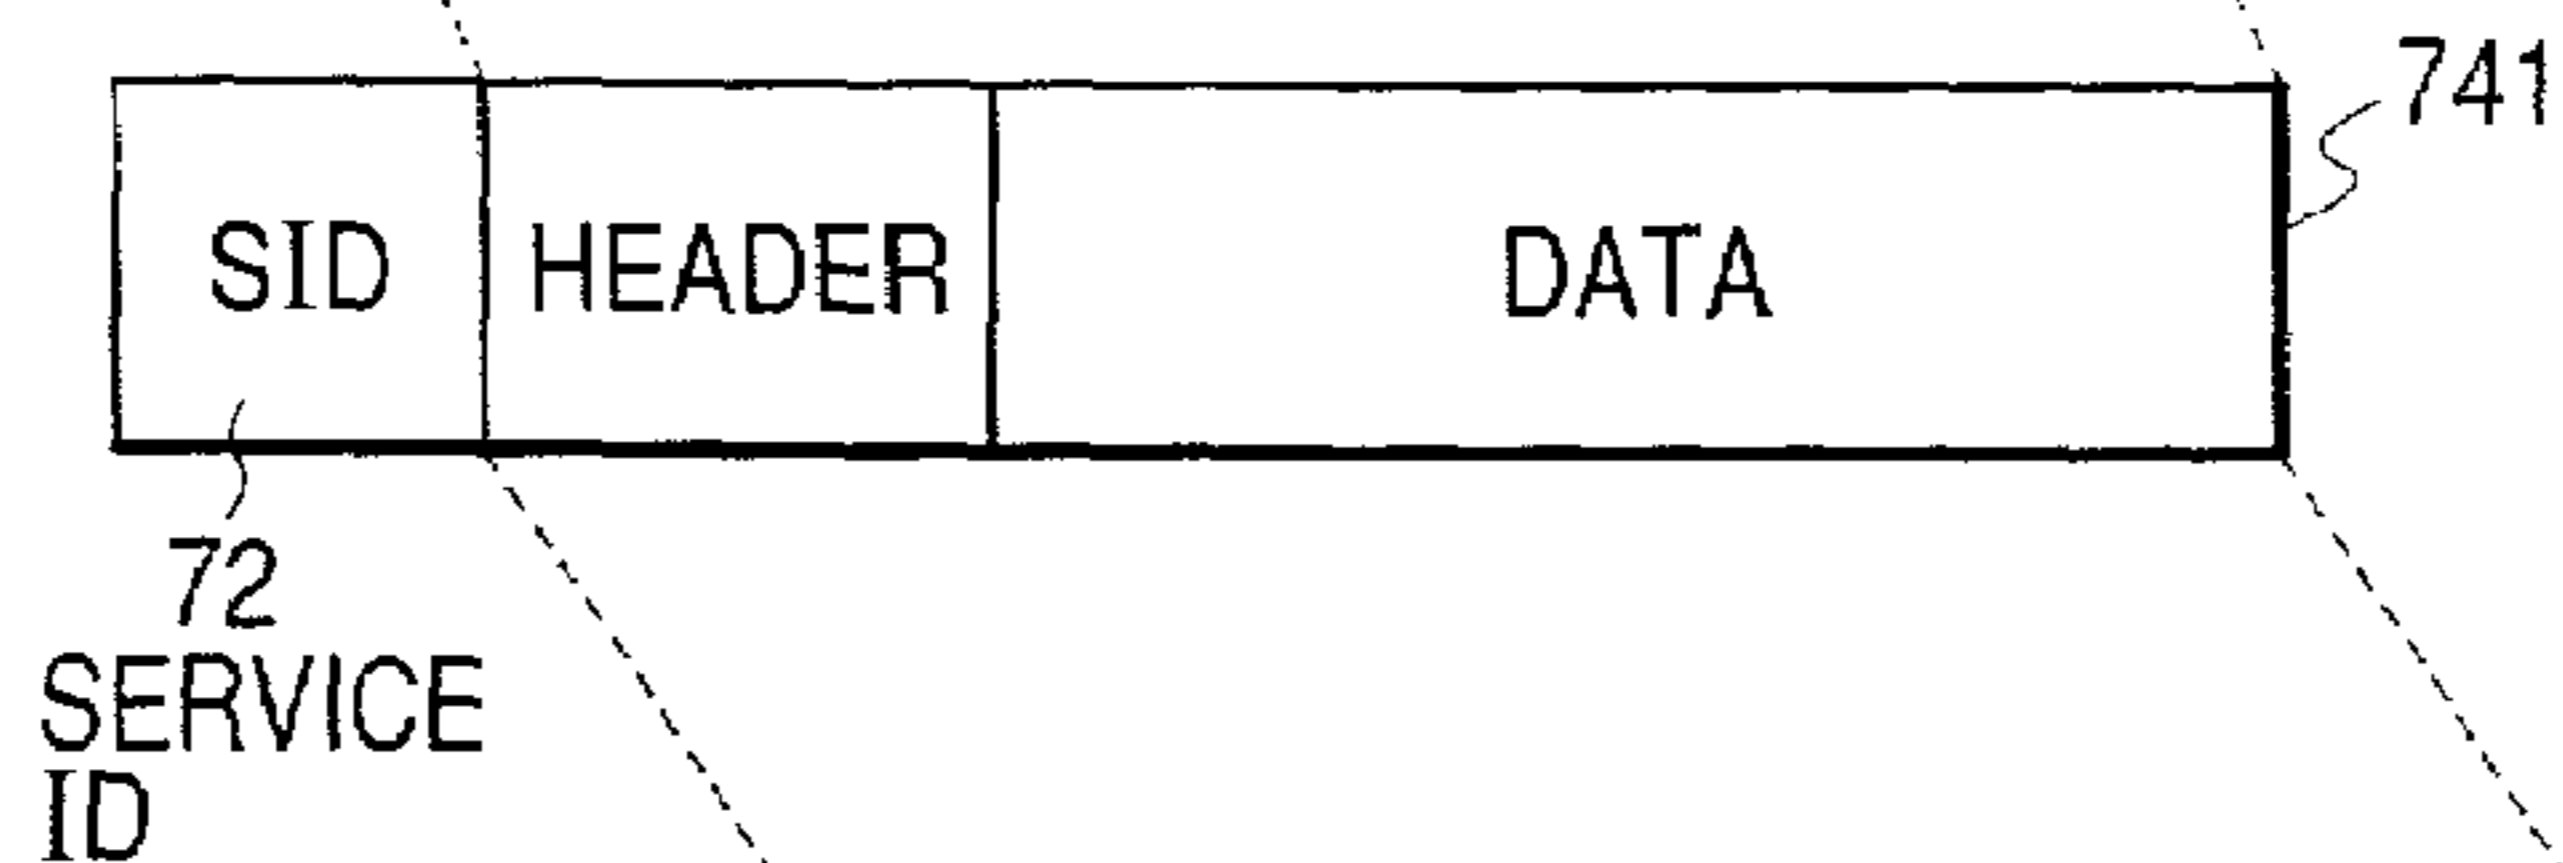 741
SID HEADER DATA
72
SERVICE
ID